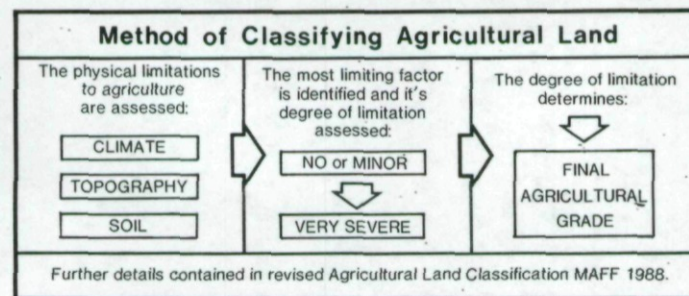 Method of Classifying Agricultural Land
The physical limitations
to agriculture
are assessed:
CLIMATE
TOPOGRAPHY
SOIL
The most limiting factor
is identified and it's
degree of limitation
assessed:
NO or MINOR
VERY SEVERE
The degree of limitation
determines:
FINAL
AGRICULTURAL
GRADE
Further details contained in revised Agricultural Land Classification MAFF 1988.